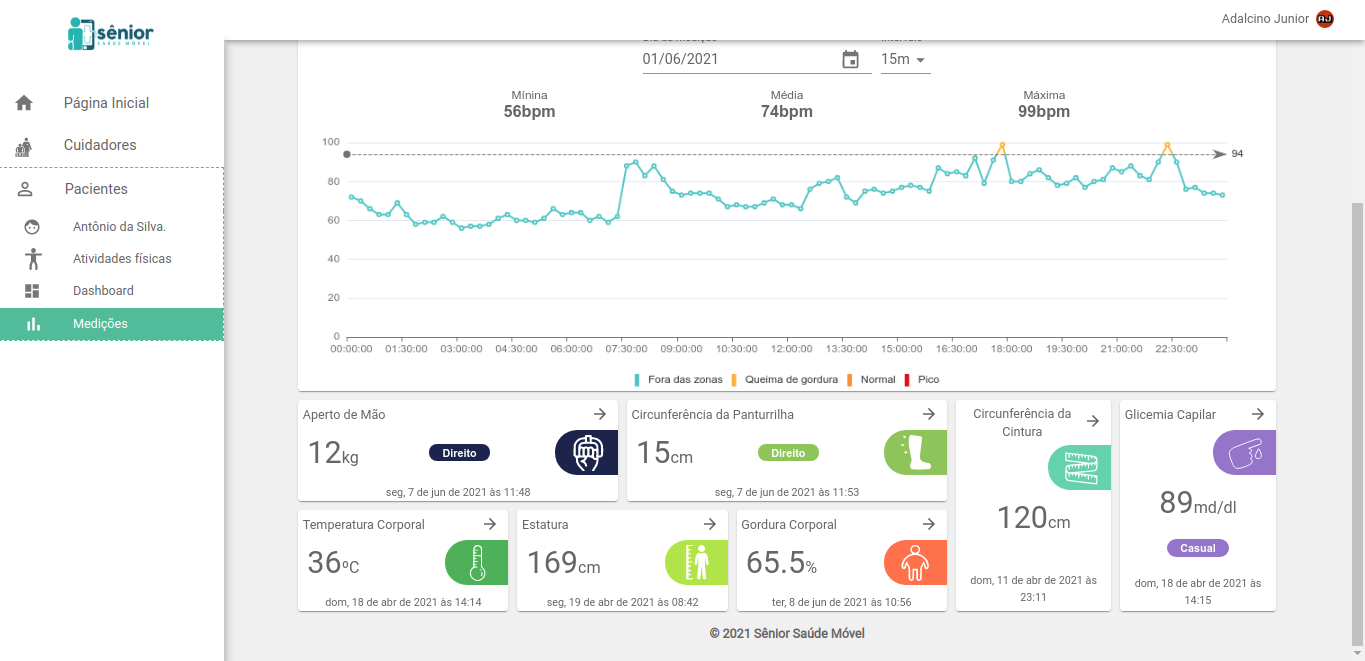 Adalcino Junior
AJ
sênior
SAÚDE MÓVEL
Página Inicial
Cuidadores
Pacientes
Antônio da Silva.
Atividades físicas
Dashboard
Medições
01/06/2021
15m
Mínina
56bpm
Média
74bpm
Máxima
99bpm
100
94
80
60
40
20
0
00:00:00 01:30:00 03:00:00 04:30:00 06:00:00 07:30:00 09:00:00 10:30:00 12:00:00 13:30:00 15:00:00 16:30:00 18:00:00 19:30:00 21:00:00 22:30:00
Fora das zonas Queima de gordura Normal Pico
Aperto de Mão
12kg
Direito
seg, 7 de jun de 2021 às 11:48
Circunferência da Panturrilha
15cm
Direito
seg, 7 de jun de 2021 às 11:53
Circunferência da
Cintura
120cm
dom, 11 de abr de 2021 às
23:11
Glicemia Capilar
89md/dl
Casual
dom, 18 de abr de 2021 às
14:15
Temperatura Corporal
36ºC
dom, 18 de abr de 2021 às 14:14
Estatura
169cm
seg, 19 de abr de 2021 às 08:42
Gordura Corporal
65.5%
ter, 8 de jun de 2021 às 10:56
© 2021 Sênior Saúde Móvel